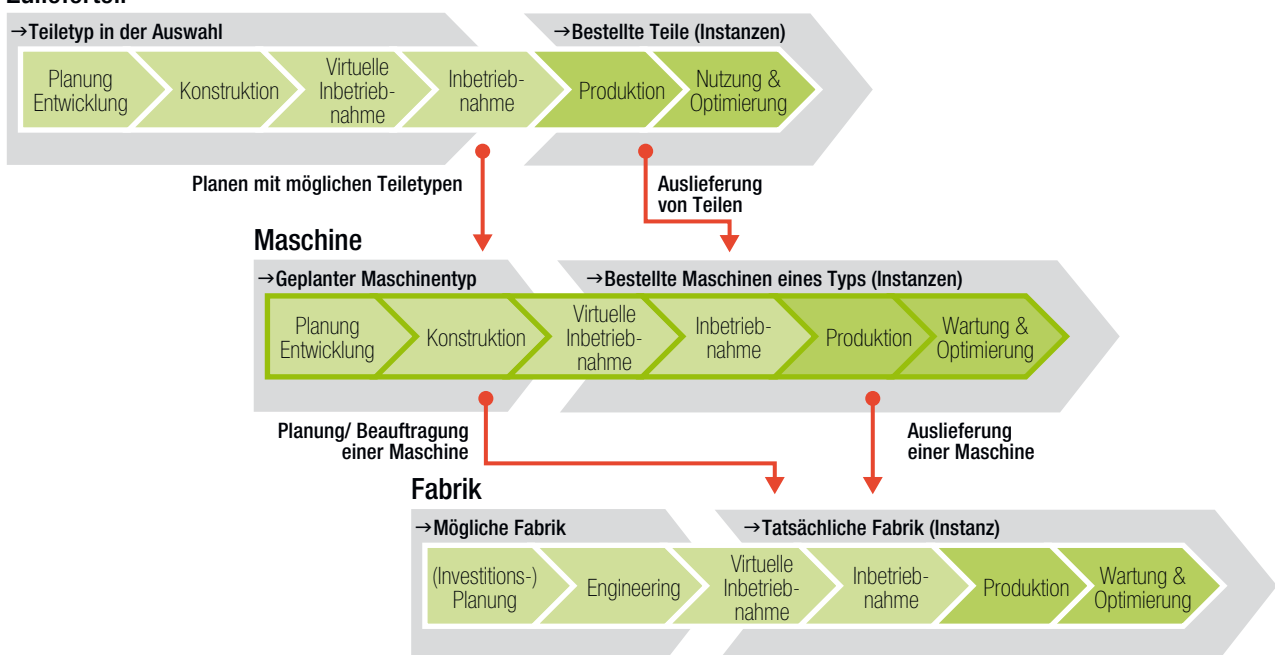 Zulieferteil
→Teiletyp in der Auswahl
→Bestellte Teile (Instanzen)
Planung
Entwicklung
Konstruktion
Virtuelle
Inbetrieb-
nahme
Inbetrieb-
nahme
Produktion
Nutzung &
Optimierung
Planen mit möglichen Teiletypen
Auslieferung
von Teilen
Maschine
→Geplanter Maschinentyp
→Bestellte Maschinen eines Typs (Instanzen)
Planung
Entwicklung
Konstruktion
Virtuelle
Inbetrieb-
nahme
Inbetrieb-
nahme
Produktion
Wartung &
Optimierung
Planung/ Beauftragung
einer Maschine
Auslieferung
einer Maschine
Fabrik
→Mögliche Fabrik
→Tatsächliche Fabrik (Instanz)
(Investitions-)
Planung
Engineering
Virtuelle
Inbetrieb-
nahme
Inbetrieb-
nahme
Produktion
Wartung &
Optimierung